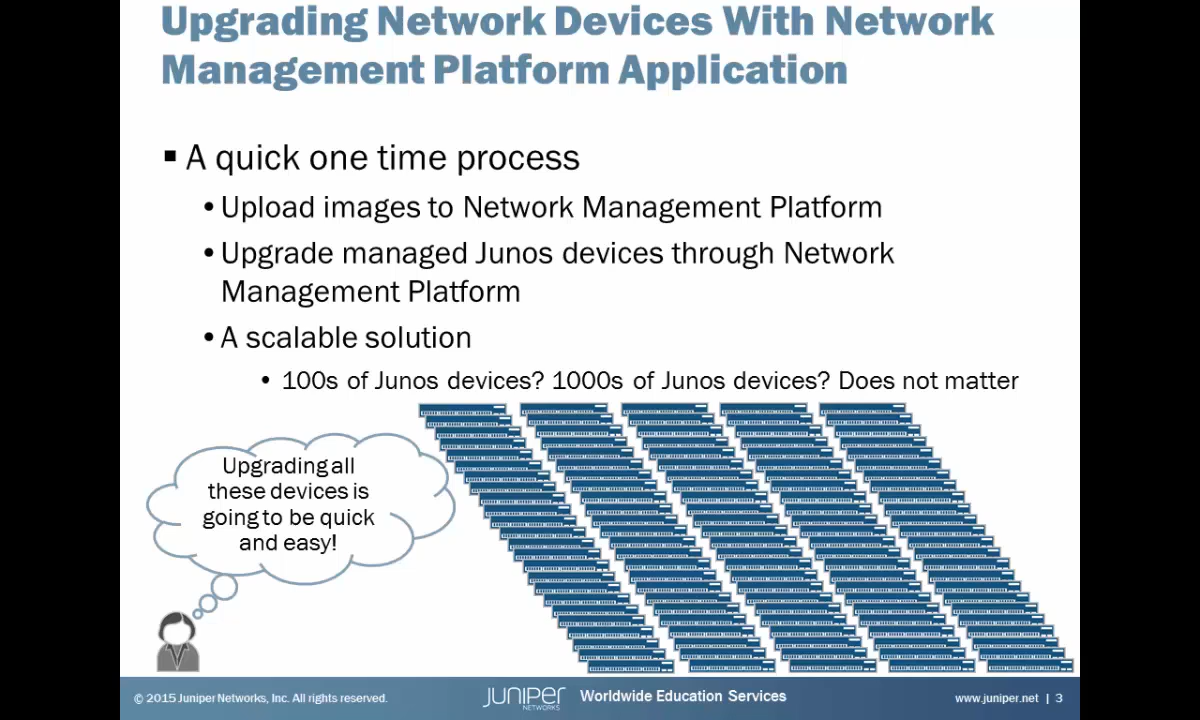 Upgrading Network Devices With Network
Management Platform Application
▪ A quick one time process
• Upload images to Network Management Platform
• Upgrade managed Junos devices through Network
Management Platform
• A scalable solution
• 100s of Junos devices? 1000s of Junos devices? Does not matter
Upgrading all
these devices is
going to be quick
and easy!
© 2015 Juniper Networks, Inc. All rights reserved.
JUNIPER
NETWORKS
Worldwide Education Services
www.juniper.net | 3